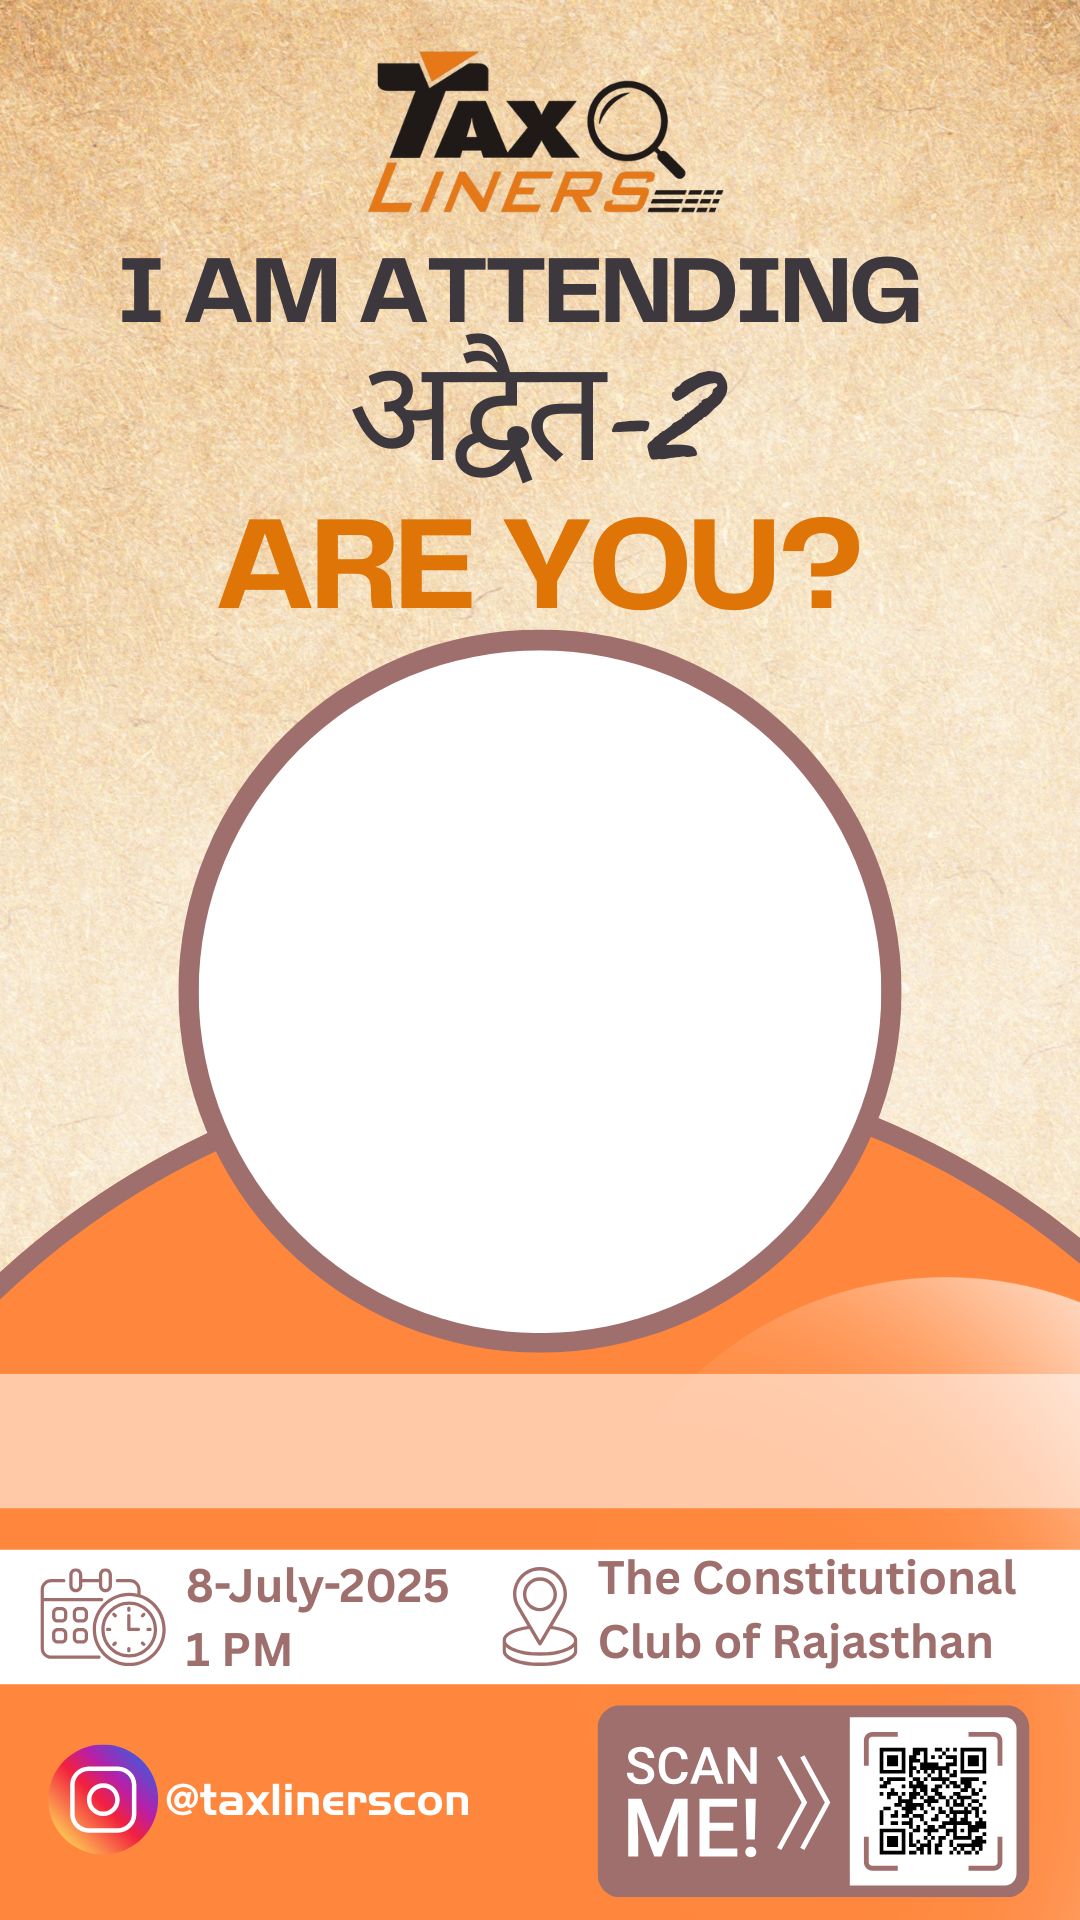 TAX
LINERS
I AM ATTENDING
अद्वैत-2
ARE YOU?
8-July-2025
1 PM
The Constitutional
Club of Rajasthan
@taxlinerscon
SCAN
ME!